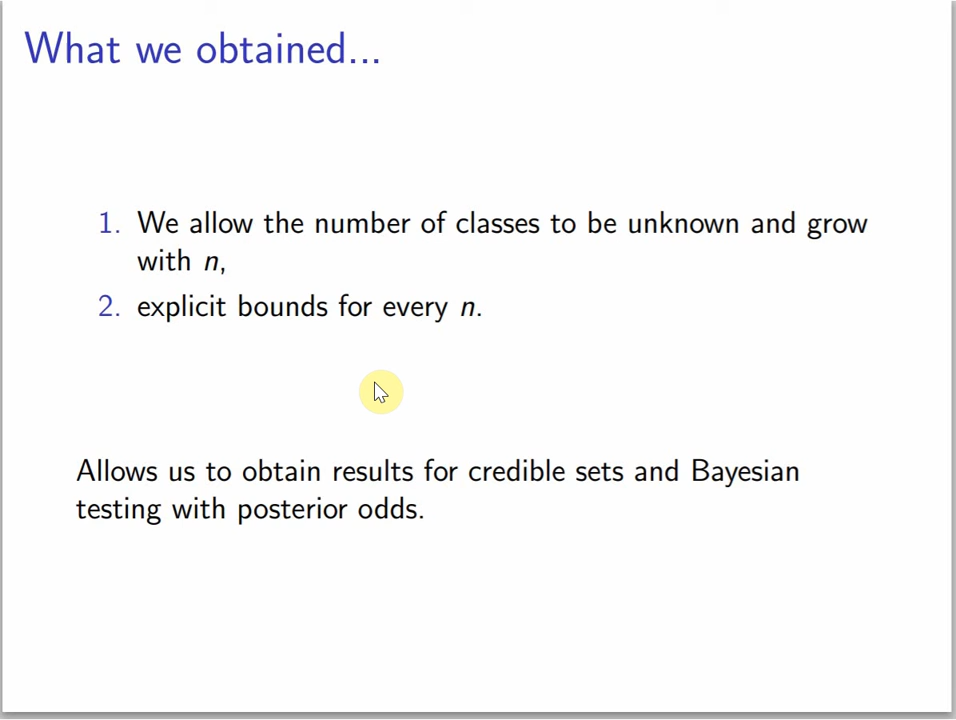 What we obtained...
1. We allow the number of classes to be unknown and grow
with n,
2. explicit bounds for every n.
Allows us to obtain results for credible sets and Bayesian
testing with posterior odds.